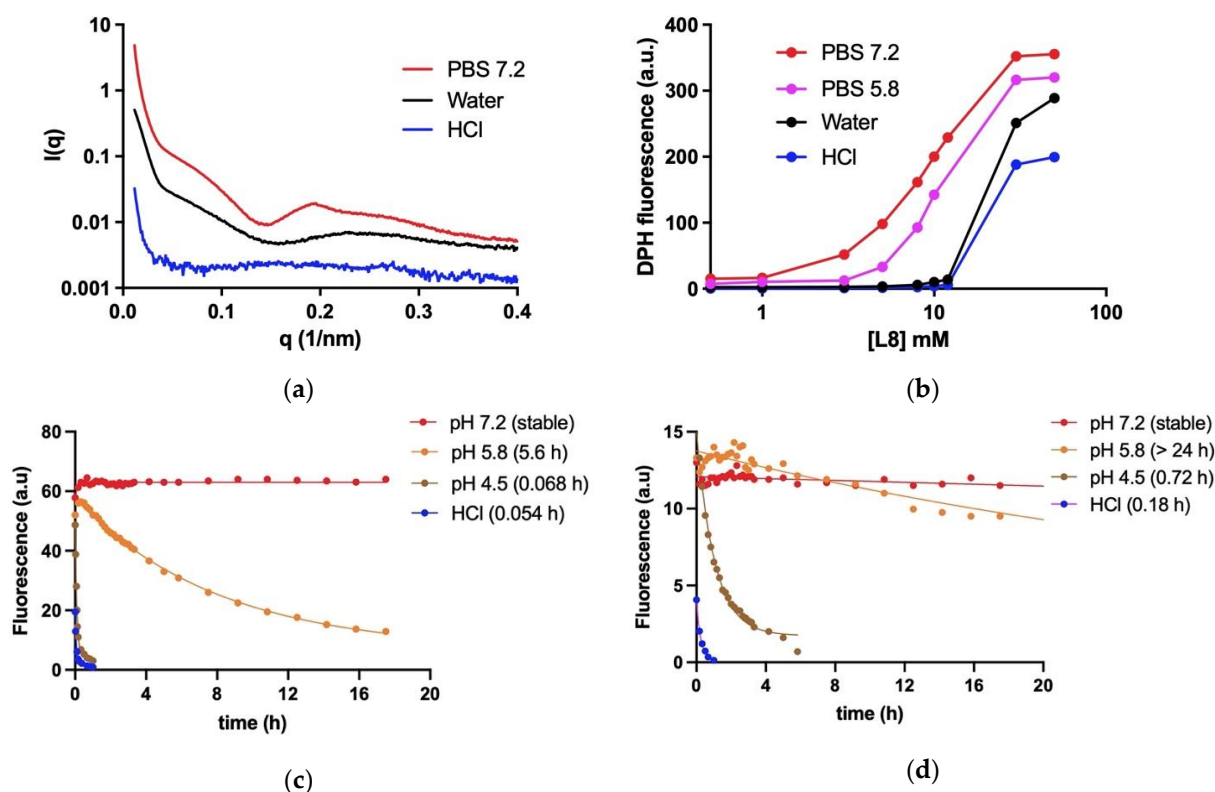 10
1
0.1
0.01
0.001
I(q)
0.0
0.1
0.2
0.3
0.4
q (1/nm)
PBS 7.2
Water
HCl
(a)
400
300
200
100
0
DPH fluorescence (a.u.)
1
10
100
[L8] mM
PBS 7.2
PBS 5.8
Water
HCl
(b)
80
60
40
20
0
Fluorescence (a.u)
0
4
8
12
16
20
time (h)
pH 7.2 (stable)
pH 5.8 (5.6 h)
pH 4.5 (0.068 h)
HCl (0.054 h)
(c)
15
10
5
0
Fluorescence (a.u)
0
4
8
12
16
20
time (h)
pH 7.2 (stable)
pH 5.8 (> 24 h)
pH 4.5 (0.72 h)
HCl (0.18 h)
(d)